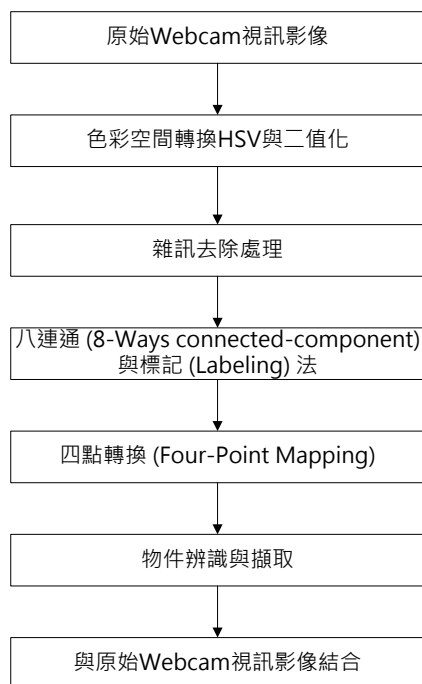 原始Webcam視訊影像
色彩空間轉換HSV與二值化
雜訊去除處理
八連通 (8-Ways connected-component)
與標記 (Labeling) 法
四點轉換 (Four-Point Mapping)
物件辨識與擷取
與原始Webcam視訊影像結合